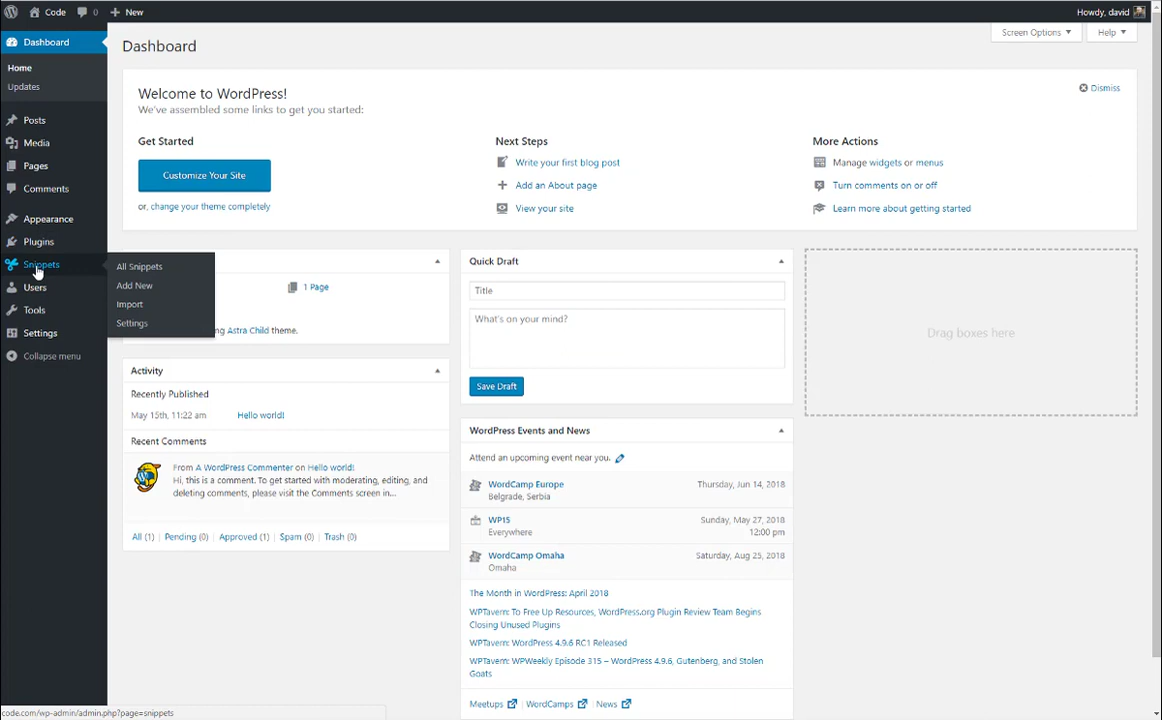 Code 0 New Howdy, david
Dashboard
Home
Updates
Posts
Media
Pages
Comments
Appearance
Plugins
Snippets
Users
Tools
Settings
Collapse menu
All Snippets
Add New
Import
Settings
Dashboard
Screen Options Help
Welcome to WordPress!
Dismiss
We've assembled some links to get you started:
Get Started
Customize Your Site
or, change your theme completely
Next Steps
Write your first blog post
Add an About page
View your site
More Actions
Manage widgets or menus
Turn comments on or off
Learn more about getting started
1 Page
Astra Child theme.
Activity
Recently Published
May 15th, 11:22 am Hello world!
Recent Comments
From A WordPress Commenter on Hello world!
Hi, this is a comment. To get started with moderating, editing, and
deleting comments, please visit the Comments screen in...
All (1) Pending (0) Approved (1) Spam (0) Trash (0)
Quick Draft
Title
What's on your mind?
Save Draft
WordPress Events and News
Attend an upcoming event near you.
WordCamp Europe Thursday, Jun 14, 2018
Belgrade, Serbia
WP15 Sunday, May 27, 2018
Everywhere 12:00 pm
WordCamp Omaha Saturday, Aug 25, 2018
Omaha
The Month in WordPress: April 2018
WPTavern: To Free Up Resources, WordPress.org Plugin Review Team Begins
Closing Unused Plugins
WPTavern: WordPress 4.9.6 RC1 Released
WPTavern: WPWeekly Episode 315 – WordPress 4.9.6, Gutenberg, and Stolen
Goats
Meetups WordCamps News
Drag boxes here
code.com/wp-admin/admin.php?page=snippets